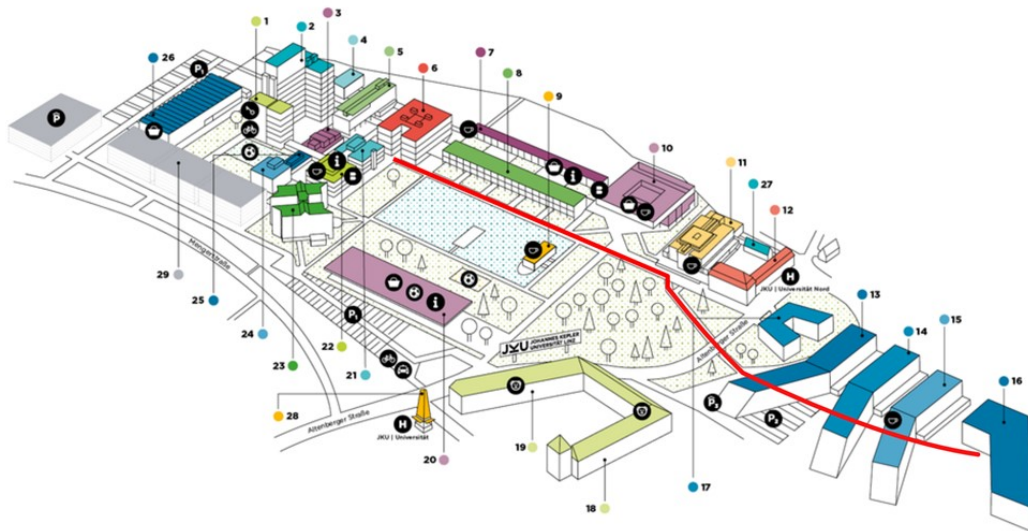 1
2
3
4
5
6
7
8
9
10
11
27
12
26
P1
P
i
B
i
B
H
JKU | Universität Nord
13
14
15
16
29
Mengerstraße
25
24
23
22
21
P1
i
JKU JOHANNES KEPLER
UNIVERSITÄT LINZ
Altenberger Straße
P2
P2
28
Altenberger Straße
H
JKU | Universität
20
19
18
17